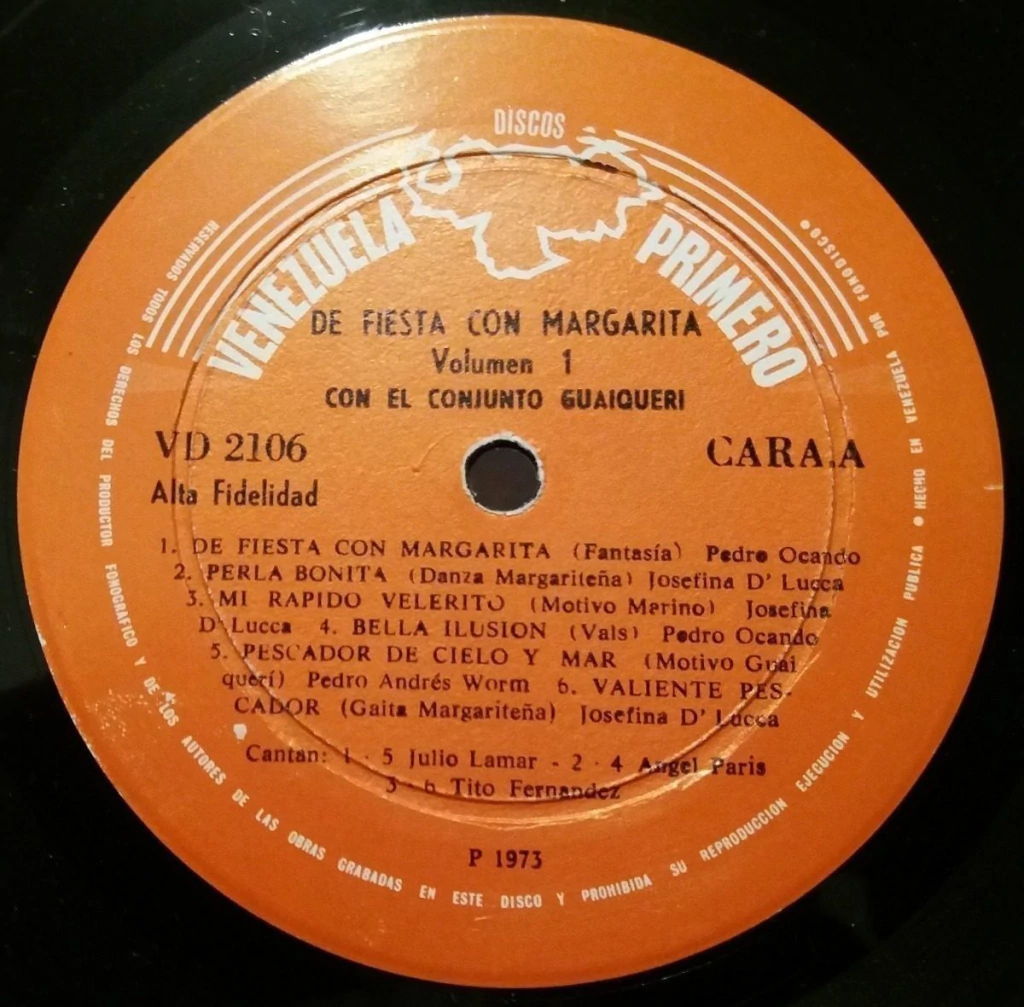 DISCOS
VENEZUELA PRIMERO
DE FIESTA CON MARGARITA
Volumen 1
CON EL CONJUNTO GUAIQUERI
VD 2106
CARA.A
Alta Fidelidad
1. DE FIESTA CON MARGARITA (Fantasía) Pedro Ocando
2. PERLA BONITA (Danza Margariteña) Josefina D' Lucca
3. MI RAPIDO VELERITO (Motivo Marino) Josefina
D' Lucca 4. BELLA ILUSION (Vals) Pedro Ocando
5. PESCADOR DE CIELO Y MAR (Motivo Guai
querí) Pedro Andrés Worm 6. VALIENTE PES-
CADOR (Gaita Margariteña) Josefina D' Lucca
Cantan: 1 - 5 Julio Lamar - 2 - 4 Angel Paris
3 - 6 Tito Fernandez
P 1973
RESERVADOS TODOS LOS DERECHOS DEL PRODUCTOR FONOGRAFICO Y DE LOS AUTORES DE LAS OBRAS GRABADAS EN ESTE DISCO Y PROHIBIDA SU REPRODUCCION EJECUCION Y UTILIZACION PUBLICA • HECHO EN VENEZUELA POR FONODISCO •